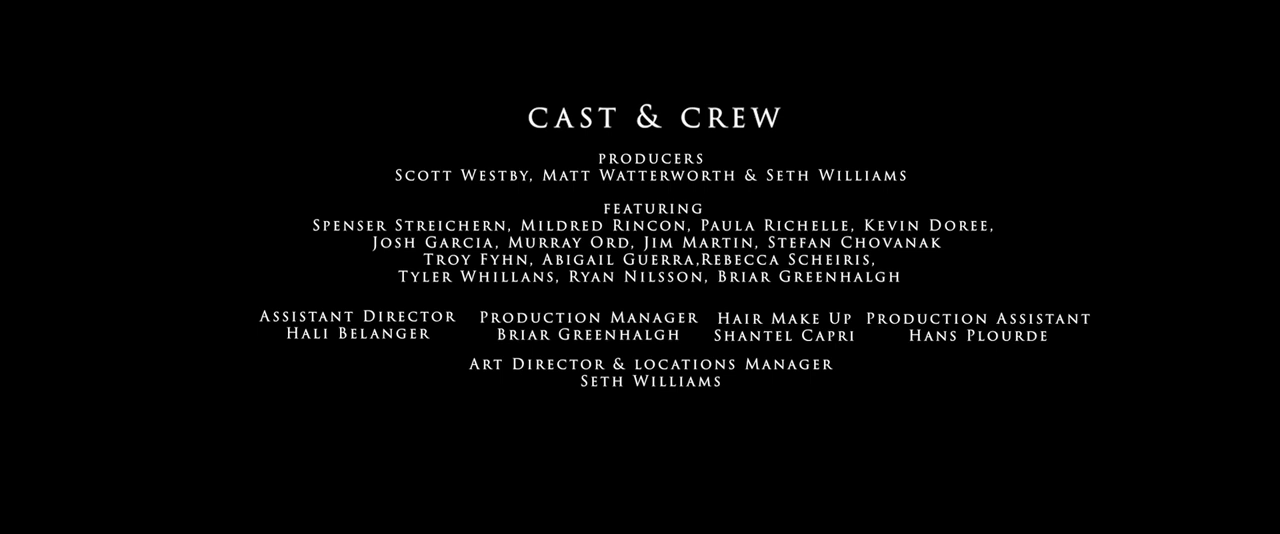 CAST & CREW
PRODUCERS
SCOTT WESTBY, MATT WATTERWORTH & SETH WILLIAMS
FEATURING
SPENSER STREICHERN, MILDRED RINCON, PAULA RICHELLE, KEVIN DOREE,
JOSH GARCIA, MURRAY ORD, JIM MARTIN, STEFAN CHOVANAK
TROY FYHN, ABIGAIL GUERRA,REBECCA SCHEIRIS,
TYLER WHILLANS, RYAN NILSSON, BRIAR GREENHALGH
ASSISTANT DIRECTOR PRODUCTION MANAGER HAIR MAKE UP PRODUCTION ASSISTANT
HALI BELANGER BRIAR GREENHALGH SHANTEL CAPRI HANS PLOURDE
ART DIRECTOR & LOCATIONS MANAGER
SETH WILLIAMS